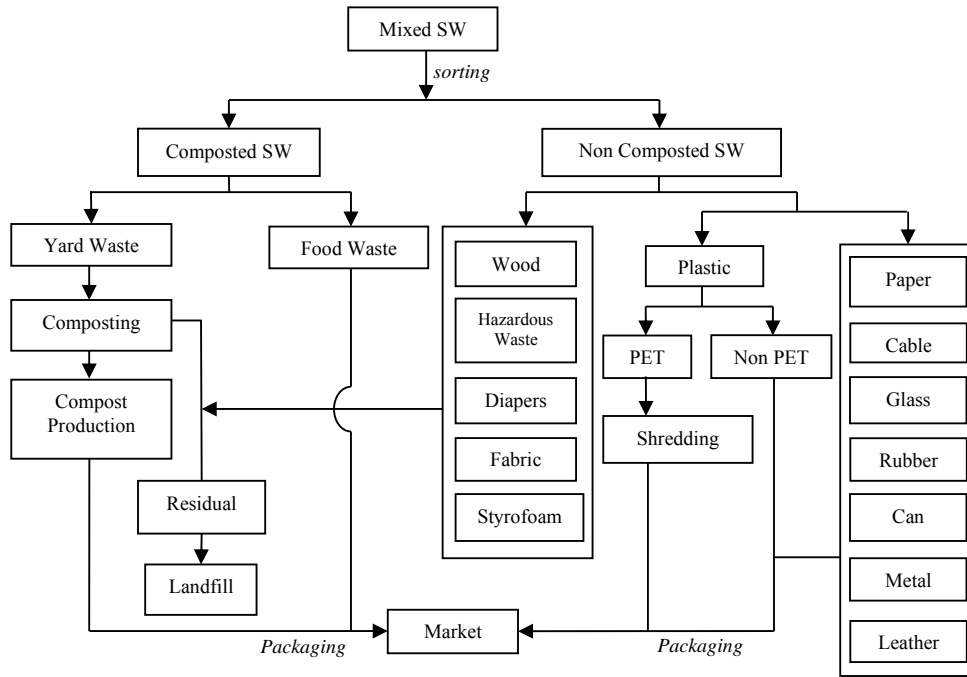 Mixed SW
sorting
Composted SW
Non Composted SW
Yard Waste
Food Waste
Wood
Plastic
Paper
Composting
Hazardous
Waste
PET
Non PET
Cable
Compost
Production
Diapers
Glass
Shredding
Fabric
Rubber
Residual
Styrofoam
Can
Landfill
Metal
Packaging
Market
Packaging
Leather